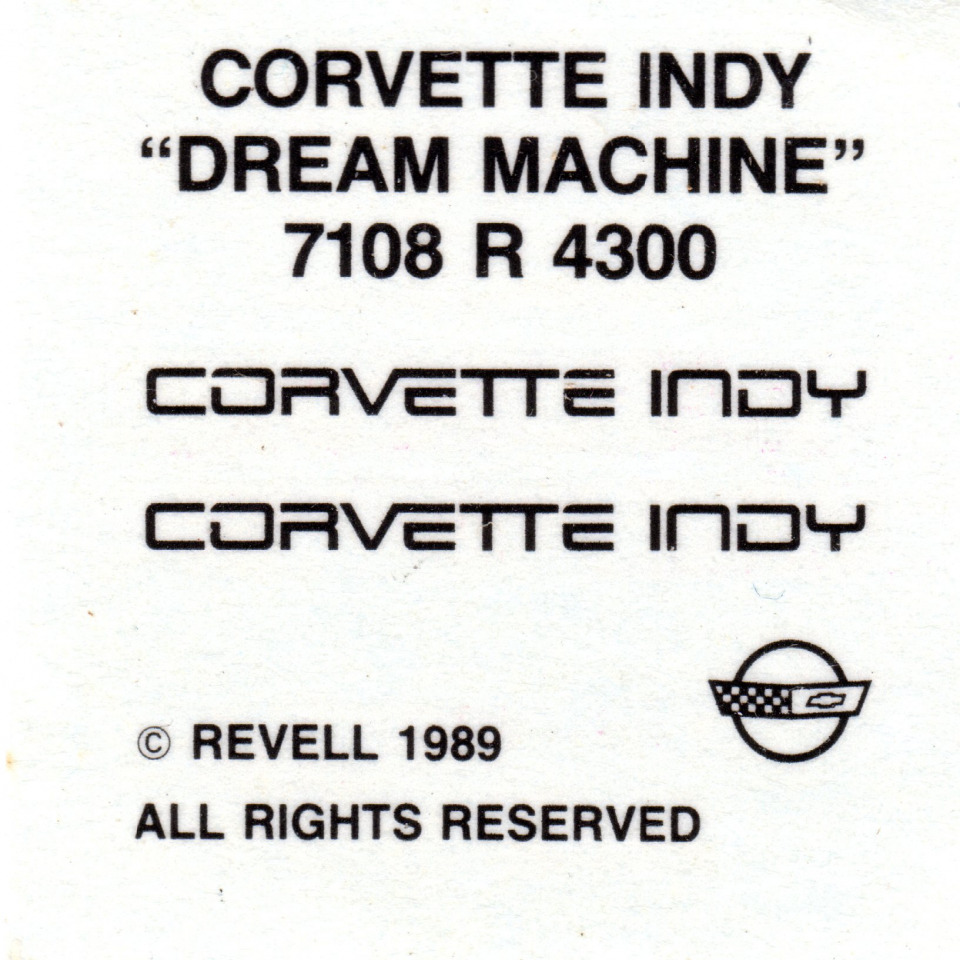 CORVETTE INDY
“DREAM MACHINE”
7108 R 4300
CORVETTE INDY
CORVETTE INDY
© REVELL 1989
ALL RIGHTS RESERVED